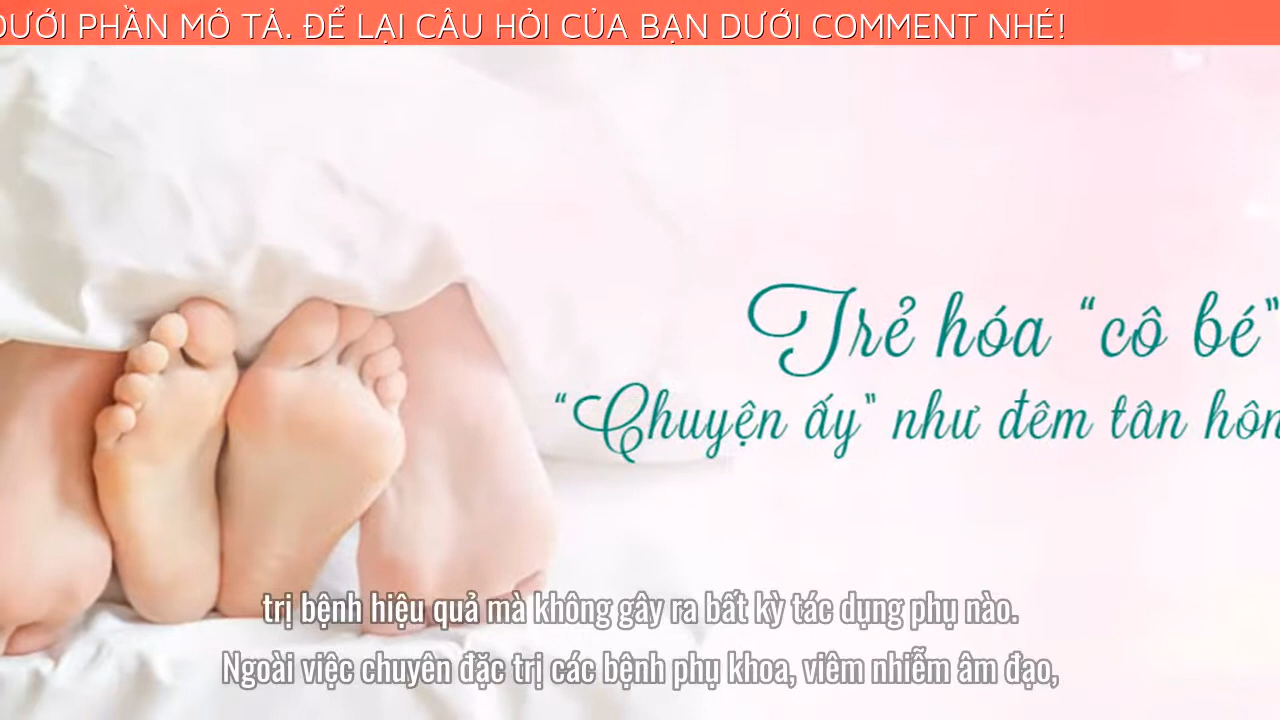 ƯỚI PHẦN MÔ TẢ. ĐỂ LẠI CÂU HỎI CỦA BẠN DƯỚI COMMENT NHÉ!
Trẻ hóa “cô bé”
“Chuyện ấy” như đêm tân hôn
trị bệnh hiệu quả mà không gây ra bất kỳ tác dụng phụ nào.
Ngoài việc chuyên đặc trị các bệnh phụ khoa, viêm nhiễm âm đạo,